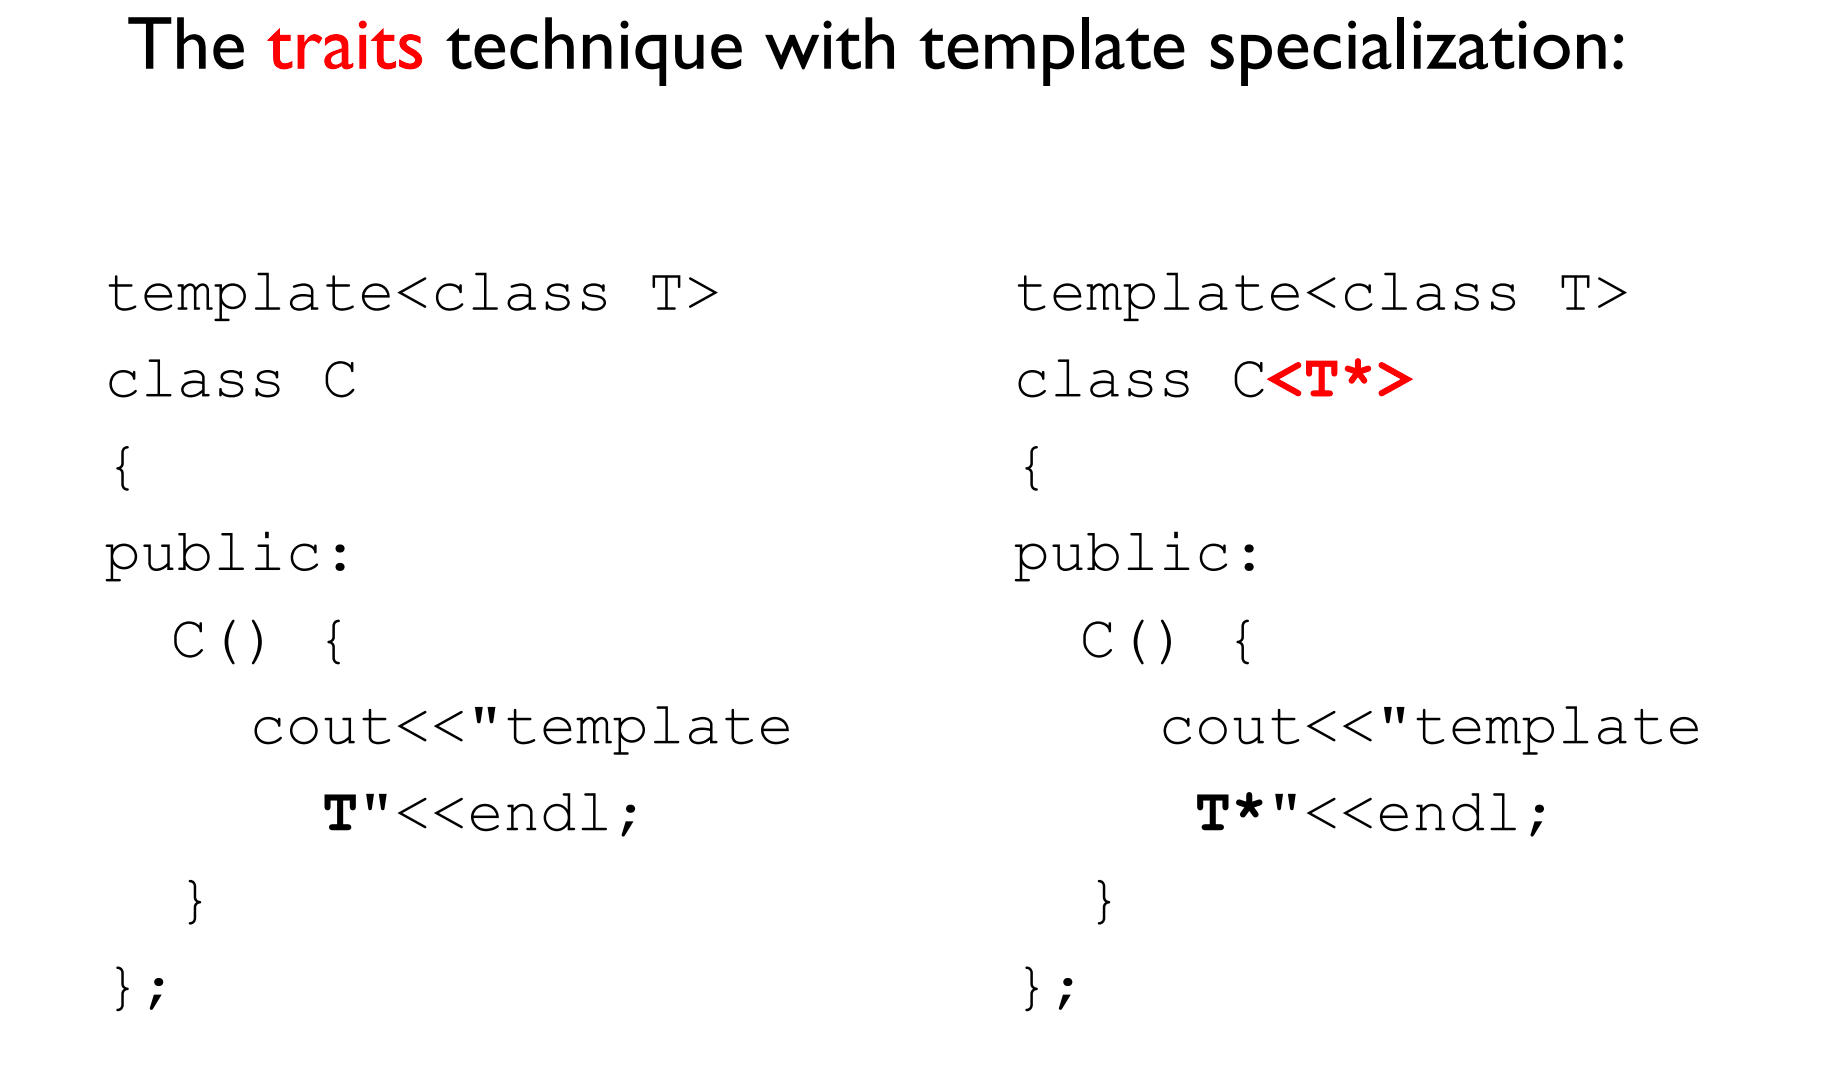 The traits technique with template specialization:
template<class T>
class C
{
public:
  C() {
    cout<<"template
      T"<<endl;
  }
};
template<class T>
class C<T*>
{
public:
  C() {
    cout<<"template
     T*"<<endl;
  }
};